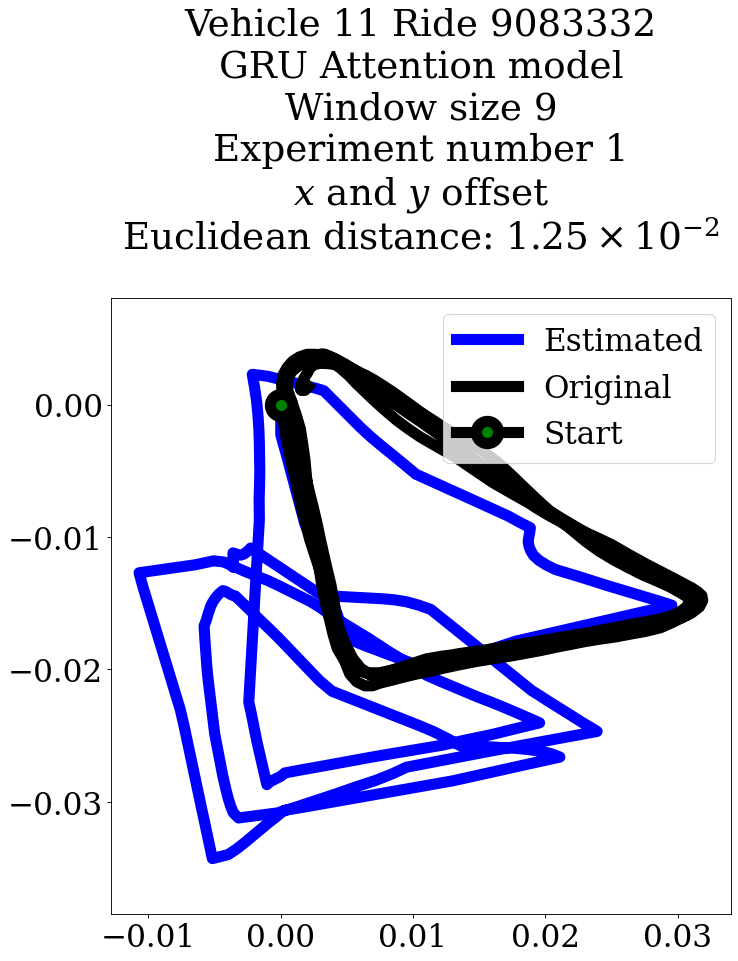 Vehicle 11 Ride 9083332
GRU Attention model
Window size 9
Experiment number 1
x and y offset
Euclidean distance: 1.25 × 10⁻²
Estimated
Original
Start
0.00
−0.01
−0.02
−0.03
−0.01 0.00 0.01 0.02 0.03